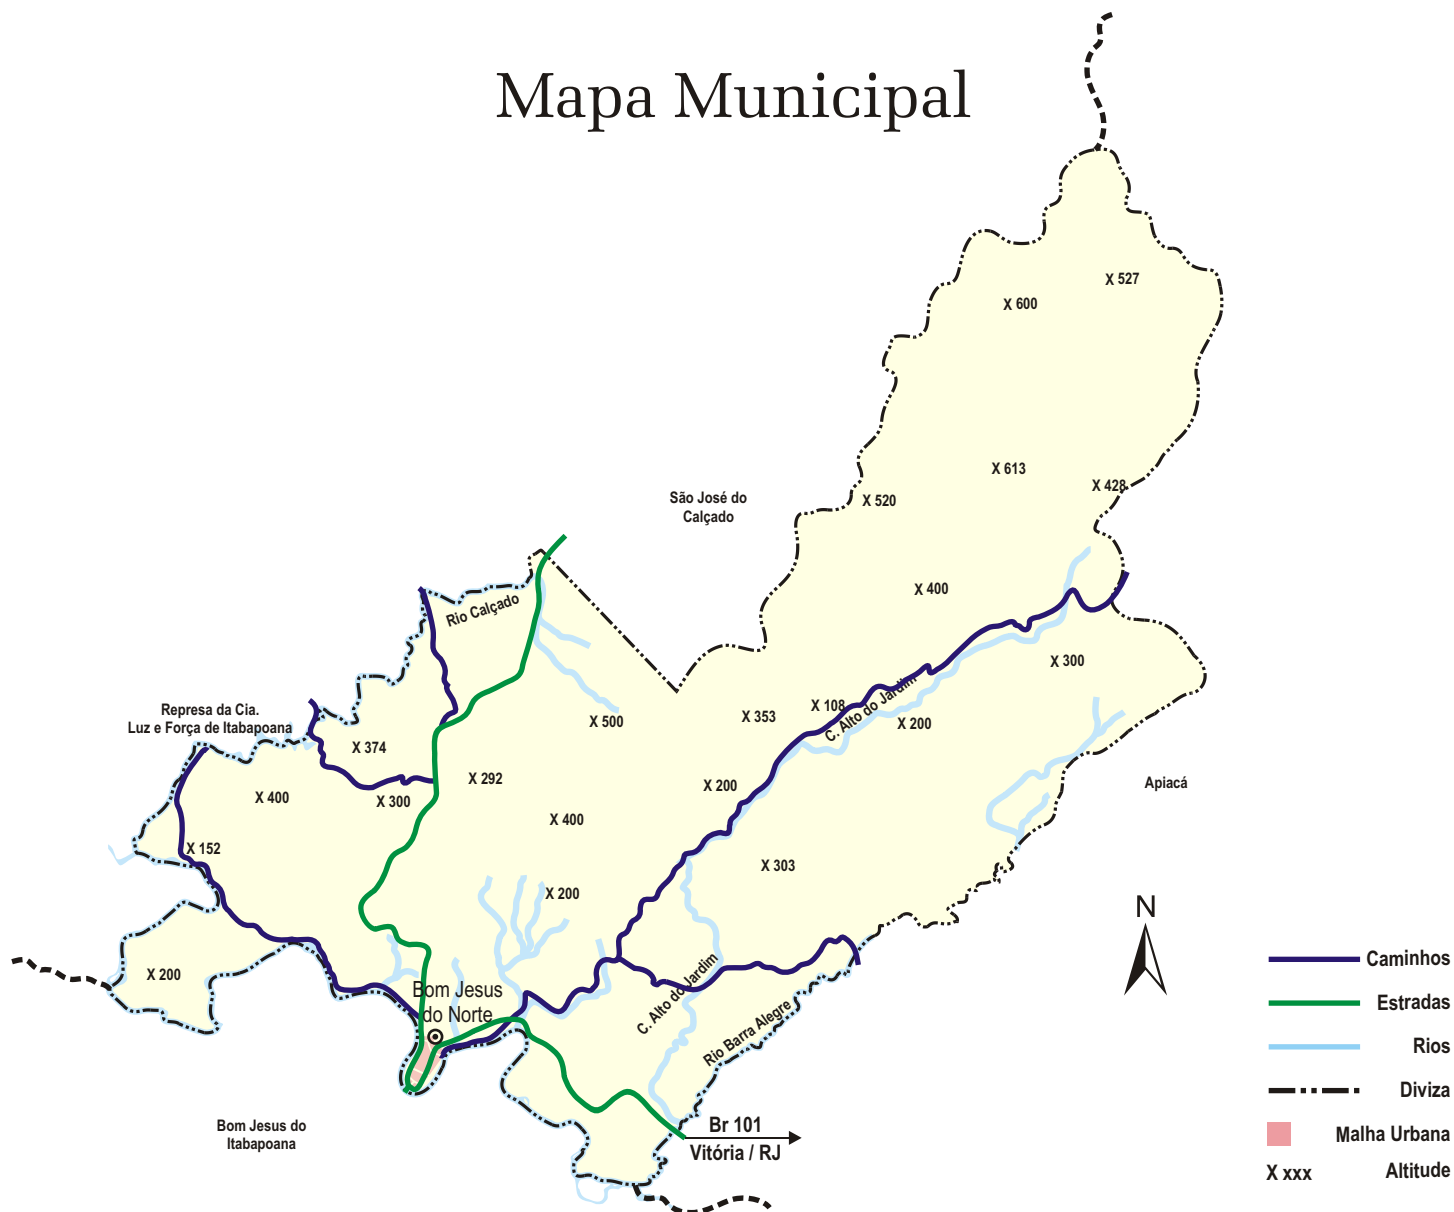 Mapa Municipal
X 527
X 600
X 613
X 428
X 520
São José do
Calçado
X 400
Rio Calçado
X 300
X 108
C. Alto do Jardim
X 353
X 200
X 500
Represa da Cia.
Luz e Força de Itabapoana
X 374
X 292
X 200
Apiacá
X 400
X 300
X 400
X 152
X 303
X 200
X 200
N
Caminhos
Bom Jesus
do Norte
C. Alto do Jardim
Rio Barra Alegre
Estradas
Rios
Diviza
Bom Jesus do
Itabapoana
Br 101
Vitória / RJ
Malha Urbana
X xxx Altitude